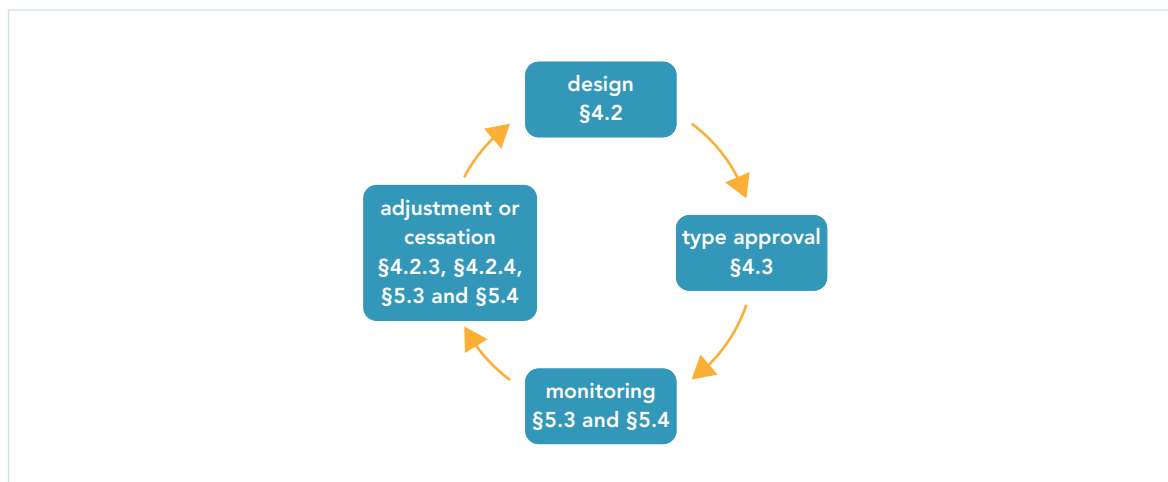 design
§4.2
type approval
§4.3
monitoring
§5.3 and §5.4
adjustment or
cessation
§4.2.3, §4.2.4,
§5.3 and §5.4